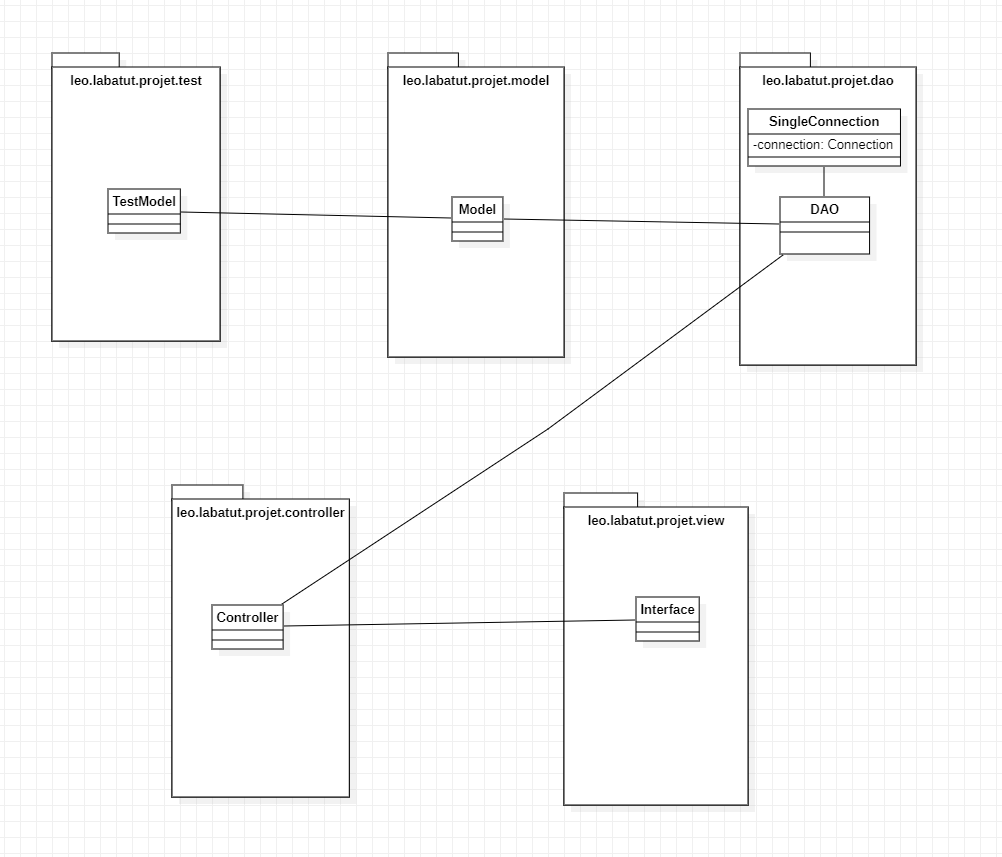 leo.labatut.projet.test
TestModel
leo.labatut.projet.model
Model
leo.labatut.projet.dao
SingleConnection
-connection: Connection
DAO
leo.labatut.projet.controller
Controller
leo.labatut.projet.view
Interface